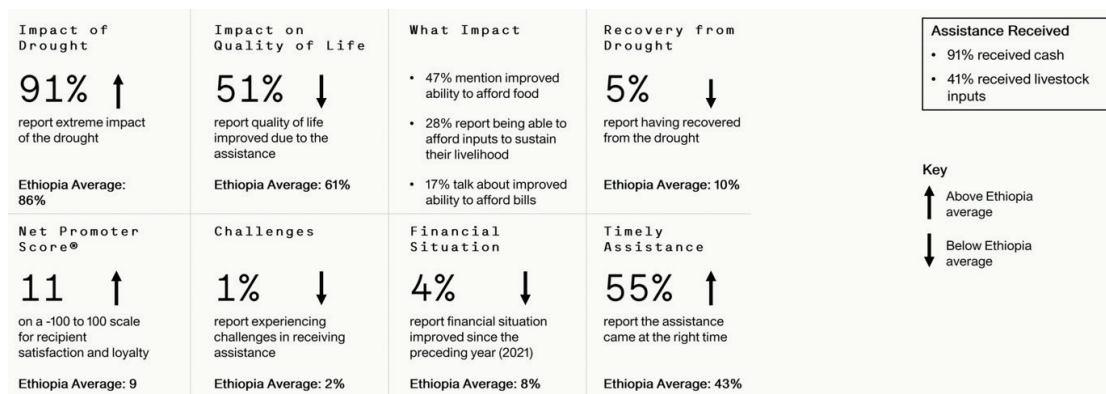 Impact of
Drought
91%
report extreme impact
of the drought
Ethiopia Average:
86%
Impact on
Quality of Life
51%
report quality of life
improved due to the
assistance
Ethiopia Average: 61%
What Impact
• 47% mention improved
ability to afford food
• 28% report being able to
afford inputs to sustain
their livelihood
• 17% talk about improved
ability to afford bills
Recovery from
Drought
5%
report having recovered
from the drought
Ethiopia Average: 10%
Net Promoter
Score®
11
on a -100 to 100 scale
for recipient
satisfaction and loyalty
Ethiopia Average: 9
Challenges
1%
report experiencing
challenges in receiving
assistance
Ethiopia Average: 2%
Financial
Situation
4%
report financial situation
improved since the
preceding year (2021)
Ethiopia Average: 8%
Timely
Assistance
55%
report the assistance
came at the right time
Ethiopia Average: 43%
Assistance Received
• 91% received cash
• 41% received livestock
inputs
Key
Above Ethiopia
average
Below Ethiopia
average